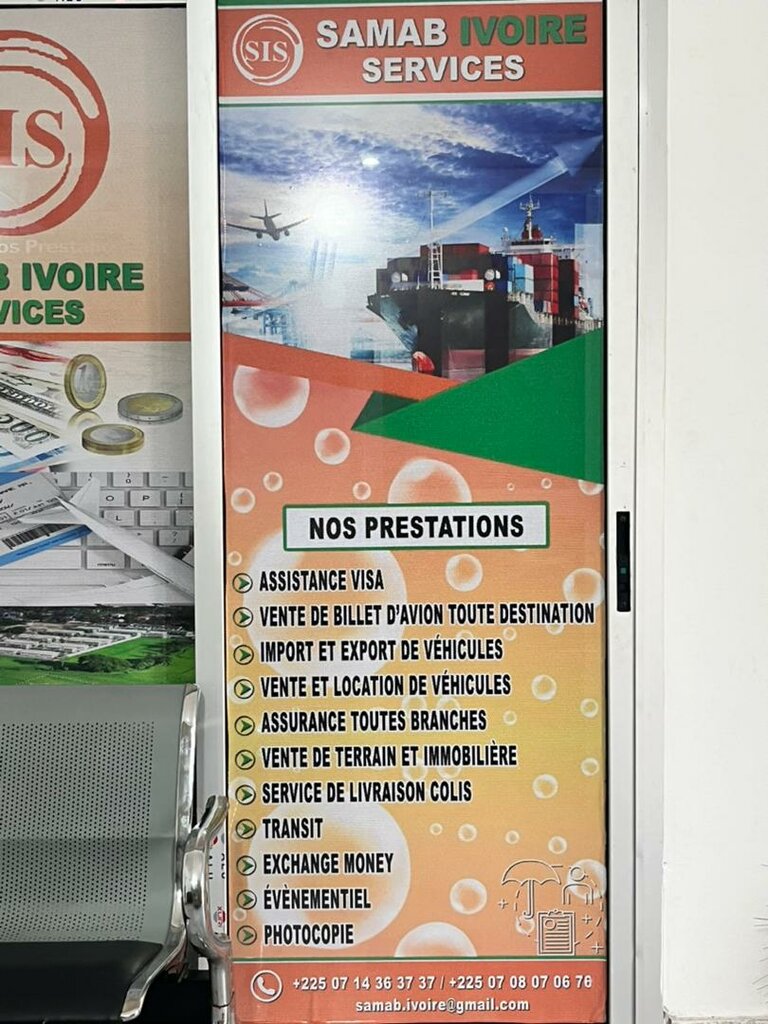 SIS
SAMAB IVOIRE
SERVICES
IS
os Prest
B IVOIRE
VICES
NOS PRESTATIONS
ASSISTANCE VISA
VENTE DE BILLET D'AVION TOUTE DESTINATION
IMPORT ET EXPORT DE VÉHICULES
VENTE ET LOCATION DE VÉHICULES
ASSURANCE TOUTES BRANCHES
VENTE DE TERRAIN ET IMMOBILIÈRE
SERVICE DE LIVRAISON COLIS
TRANSIT
EXCHANGE MONEY
ÉVÈNEMENTIEL
PHOTOCOPIE
+225 07 14 36 37 37 / +225 07 08 07 06 76
samab.ivoire@gmail.com